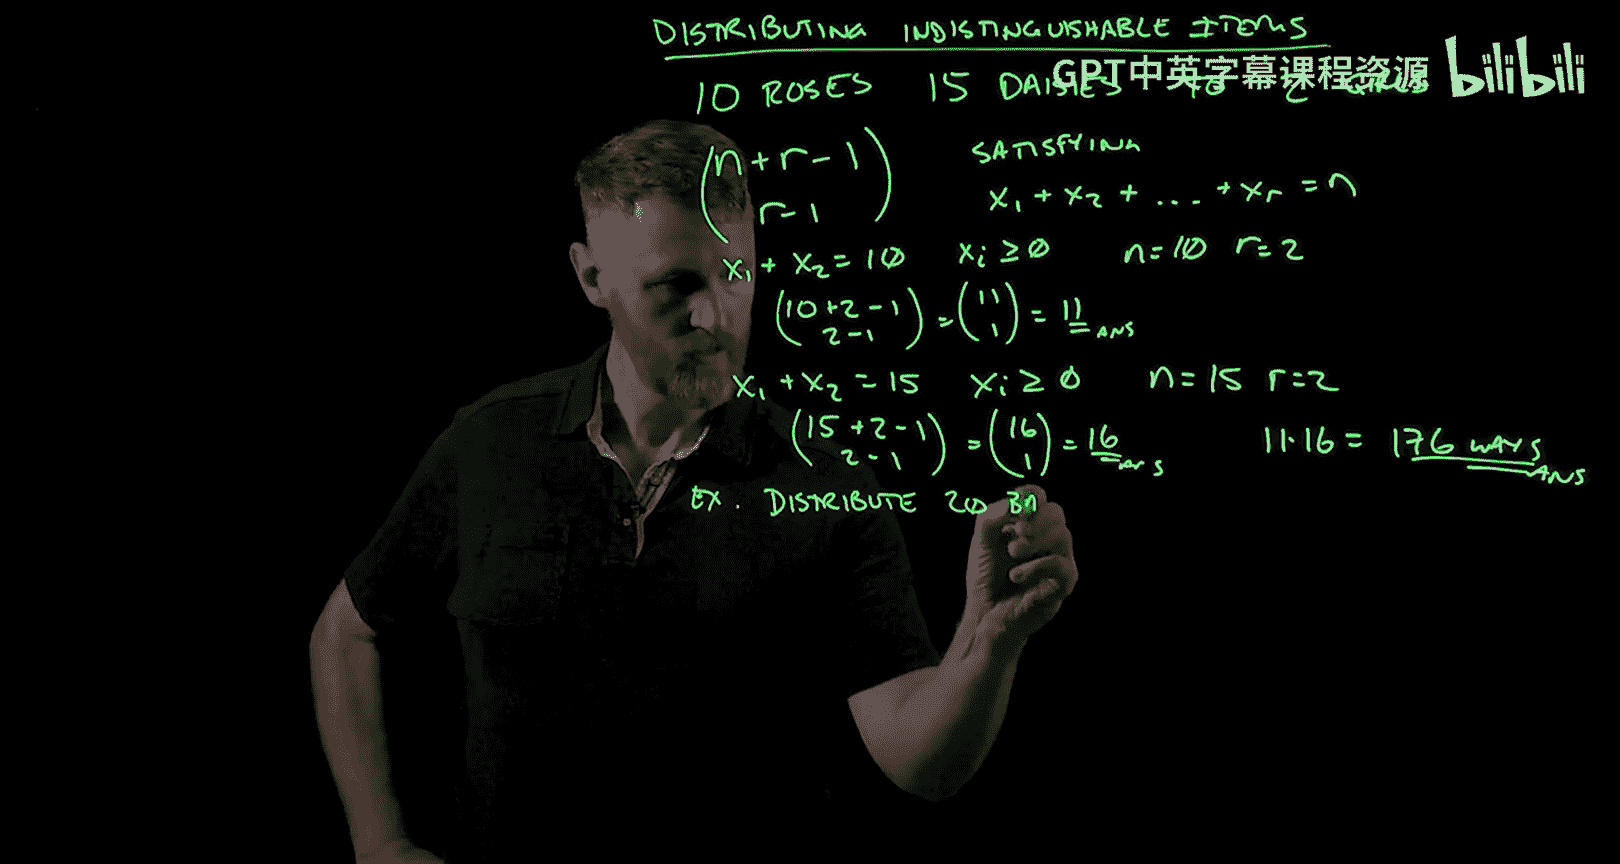 DISTRIBUTING INDISTINGUISHABLE ITEMS
GPT中英字幕课程资源 bilibili
10 ROSES 15 DAISIES TO 2 GIRLS
(n+r-1 SATISFYING
r-1) x₁ + x₂ + ... + xᵣ = n
x₁ + x₂ = 10 xᵢ ≥ 0 n=10 r=2
(10+2-1 2-1) = (11 1) = 11 ANS
x₁ + x₂ = 15 xᵢ ≥ 0 n=15 r=2
(15+2-1 2-1) = (16 1) = 16 ANS 11·16 = 176 WAYS ANS
EX. DISTRIBUTE 20